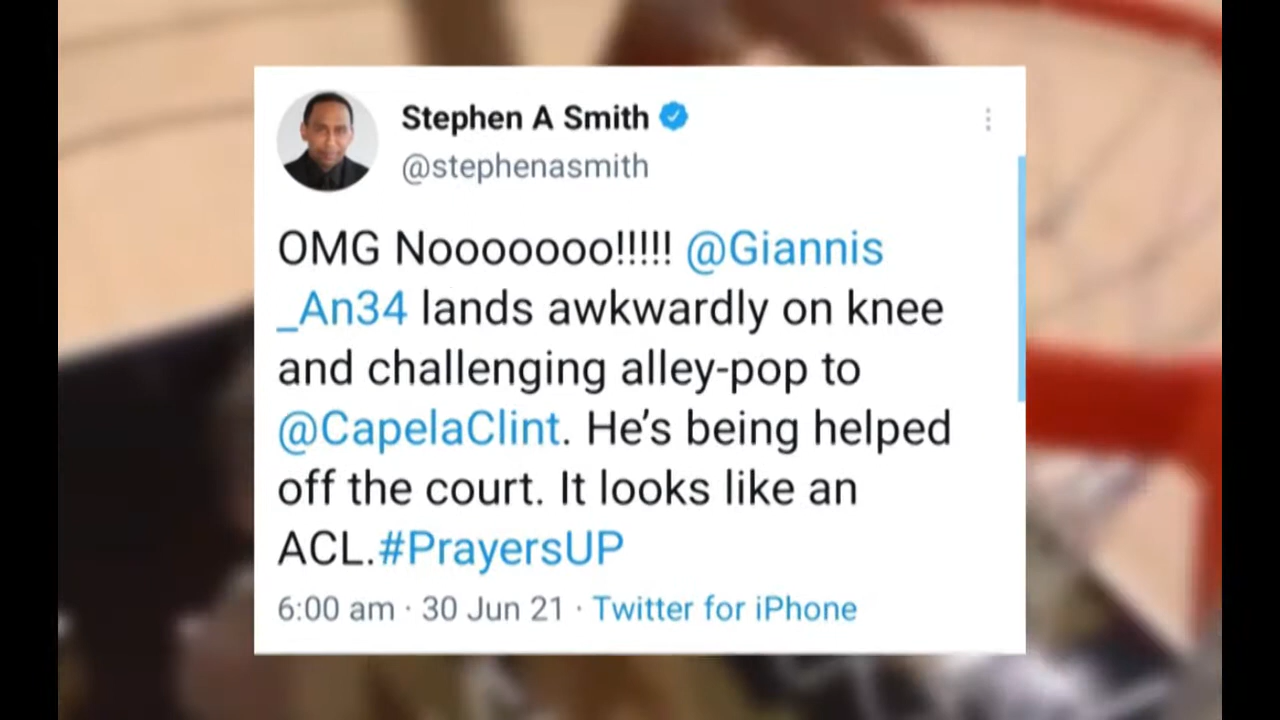 Stephen A Smith
@stephenasmith
OMG Nooooooo!!!!! @Giannis
_An34 lands awkwardly on knee
and challenging alley-pop to
@CapelaClint. He’s being helped
off the court. It looks like an
ACL.#PrayersUP
6:00 am · 30 Jun 21 · Twitter for iPhone